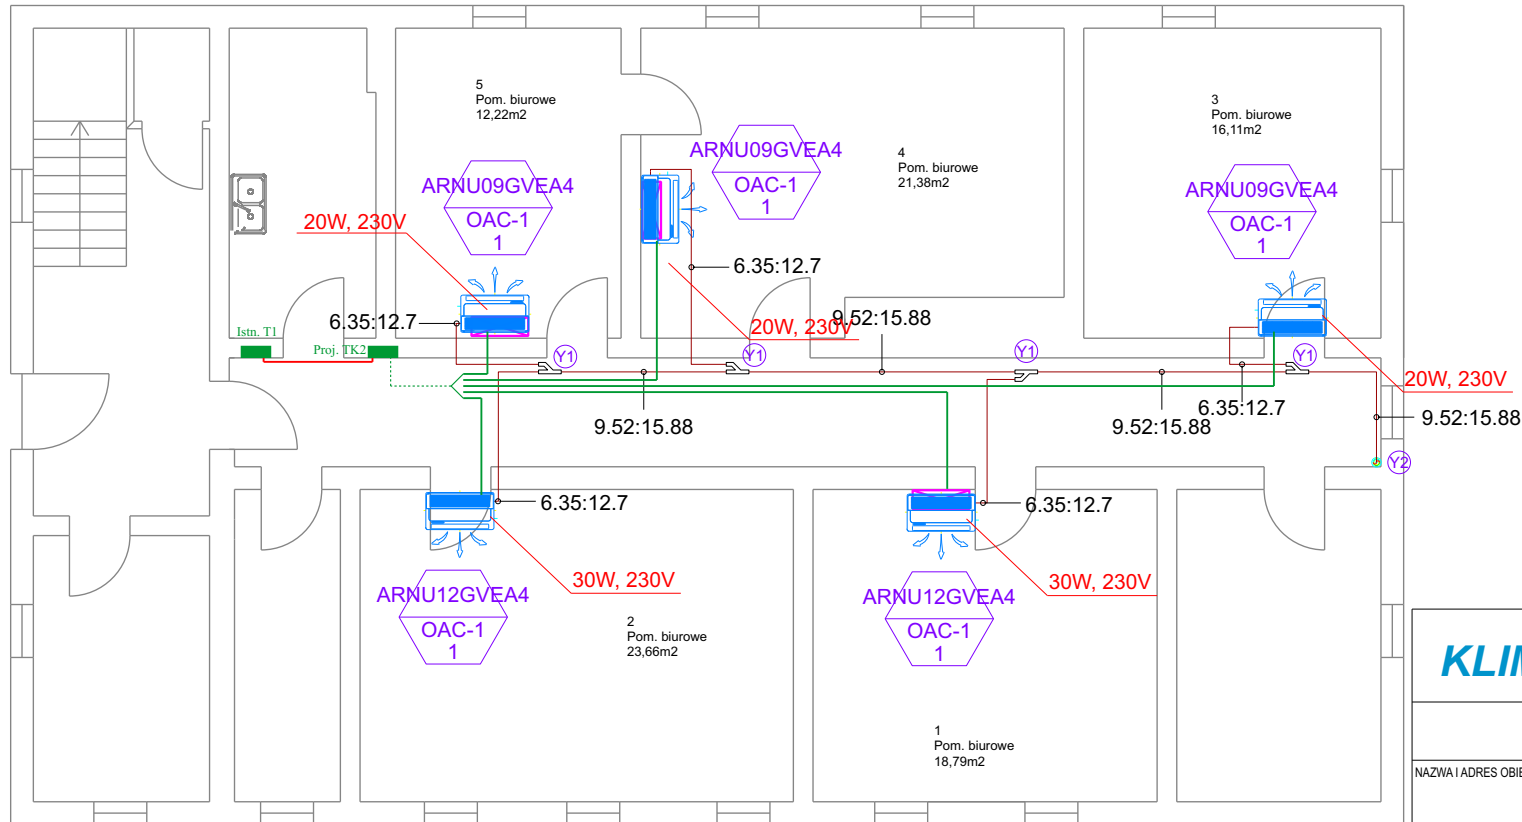 5
Pom. biurowe
12,22m2
ARNU09GVEA4
OAC-1
1
20W, 230V
6.35:12.7
ARNU09GVEA4
OAC-1
1
4
Pom. biurowe
21,38m2
6.35:12.7
20W, 230V
9.52:15.88
3
Pom. biurowe
16,11m2
ARNU09GVEA4
OAC-1
1
20W, 230V
Istn. T1
Proj. TK2
Y1
Y1
Y1
Y1
9.52:15.88
9.52:15.88
6.35:12.7
9.52:15.88
Y2
6.35:12.7
30W, 230V
ARNU12GVEA4
OAC-1
1
2
Pom. biurowe
23,66m2
6.35:12.7
30W, 230V
ARNU12GVEA4
OAC-1
1
1
Pom. biurowe
18,79m2
NAZWA I ADRES